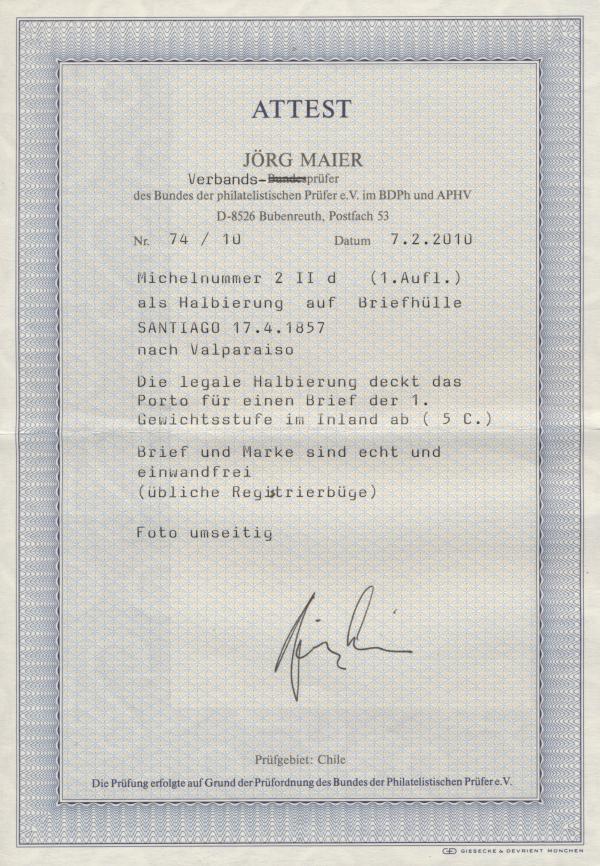 ATTEST
JÖRG MAIER
Verbands-Bundesprüfer
des Bundes der philatelistischen Prüfer e.V. im BDPh und APHV
D-8526 Bubenreuth, Postfach 53
Nr. 74 / 10 Datum 7.2.2010
Michelnummer 2 II d (1.Aufl.)
als Halbierung auf Briefhülle
SANTIAGO 17.4.1857
nach Valparaiso
Die legale Halbierung deckt das
Porto für einen Brief der 1.
Gewichtsstufe im Inland ab ( 5 C.)
Brief und Marke sind echt und
einwandfrei
(übliche Registrierbüge)
Foto umseitig
Prüfgebiet: Chile
Die Prüfung erfolgte auf Grund der Prüfordnung des Bundes der Philatelistischen Prüfer e.V.
GIESECKE & DEVRIENT MÜNCHEN